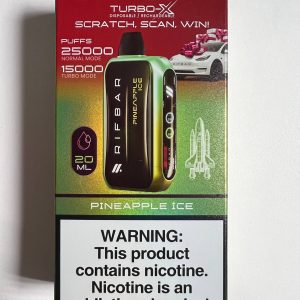 TURBO-X
DISPOSABLE | RECHARGEABLE
SCRATCH, SCAN, WIN!
PUFFS
25000
NORMAL MODE
15000
TURBO MODE
RIFBAR
PINEAPPLE
ICE
20
ML
PINEAPPLE ICE
WARNING:
This product
contains nicotine.
Nicotine is an